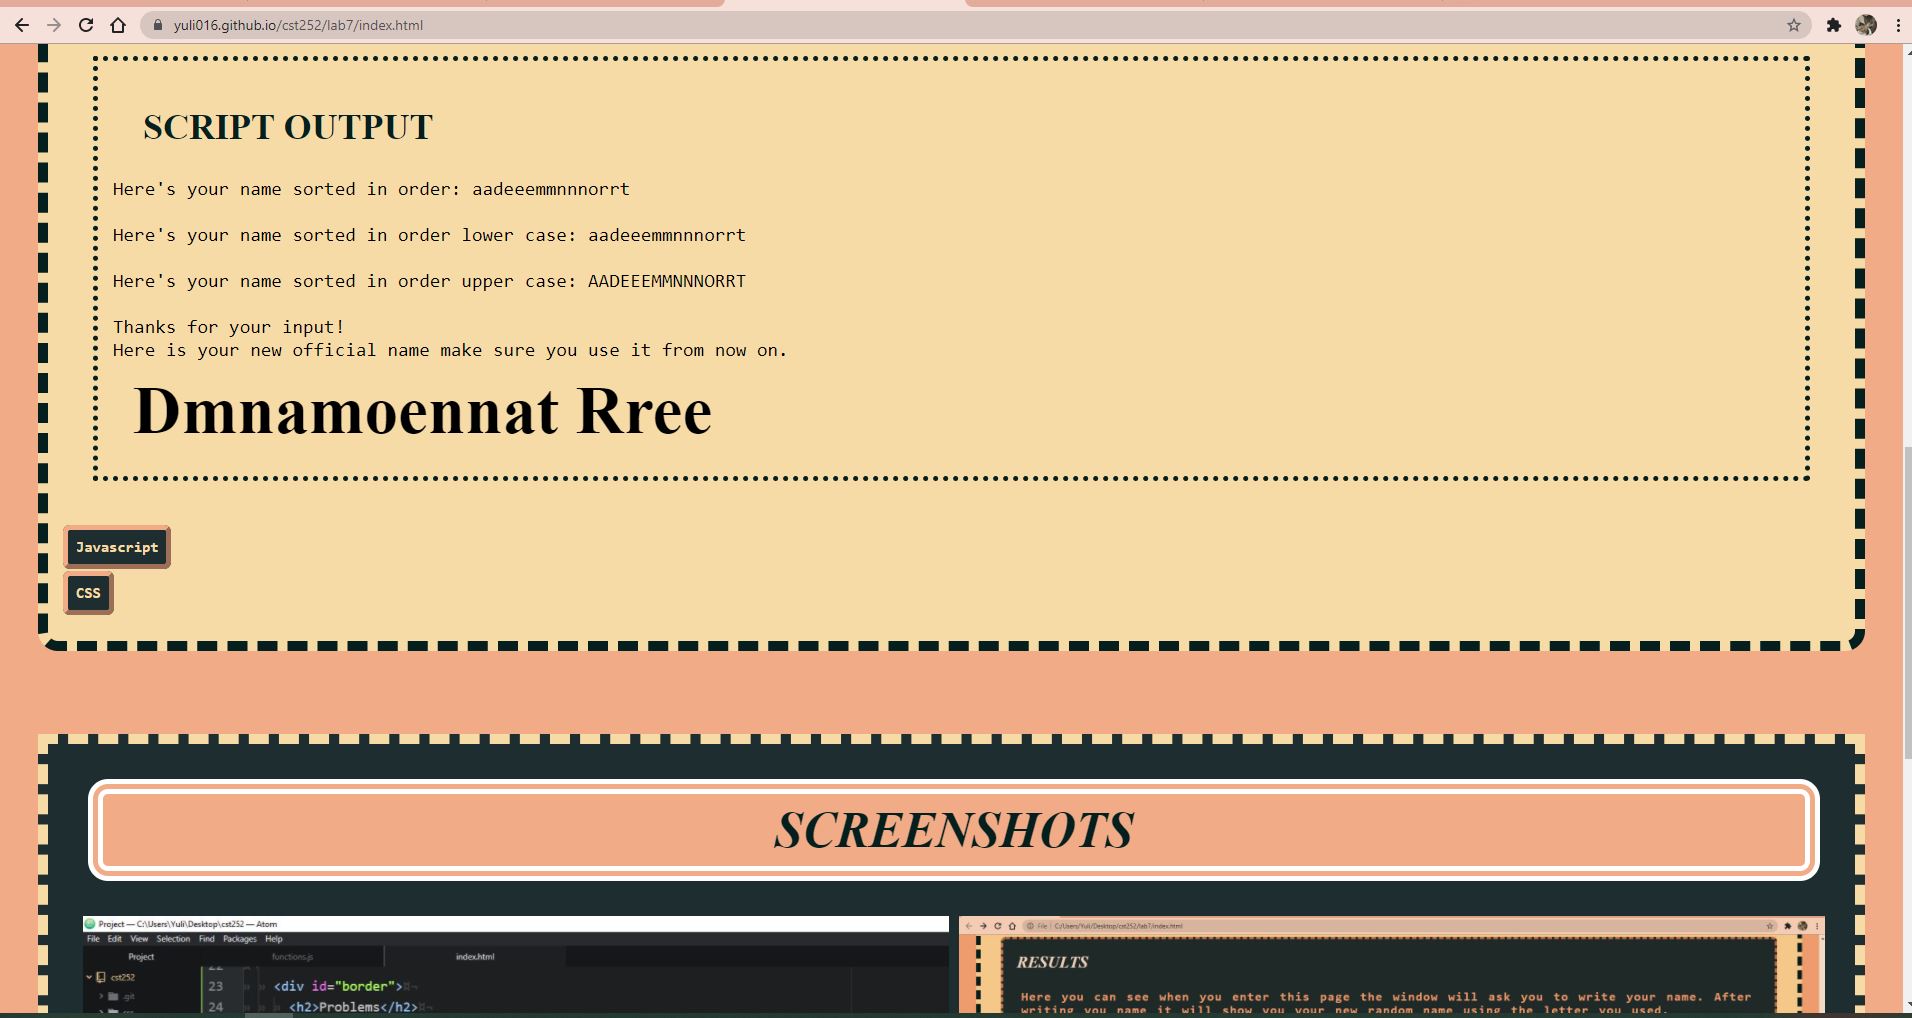 yuli016.github.io/cst252/lab7/index.html
SCRIPT OUTPUT
Here's your name sorted in order: aadeeemmnnnorrt
Here's your name sorted in order lower case: aadeeemmnnnorrt
Here's your name sorted in order upper case: AADEEEMMNNNORRT
Thanks for your input!
Here is your new official name make sure you use it from now on.
Dmnamoennat Rree
Javascript
CSS
SCREENSHOTS
Project — C:\Users\Yuli\Desktop\cst252 — Atom
File Edit View Selection Find Packages Help
Project functions.js index.html
cst252
.git
23 <div id="border">
24 <h2>Problems</h2>
File | C:/Users/Yuli/Desktop/cst252/lab7/index.html
RESULTS
Here you can see when you enter this page the window will ask you to write your name. After
writing you name it will show you your new random name using the letter you used.